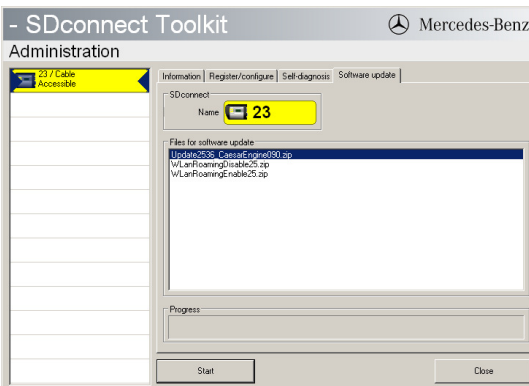 - SDconnect Toolkit
Mercedes-Benz
Administration
23 / Cable
Accessible
Information
Register/configure
Self-diagnosis
Software update
SDconnect
Name
23
Files for software update
Update2536_CaesarEngine090.zip
WLanRoamingDisable25.zip
WLanRoamingEnable25.zip
Progress
Start
Close